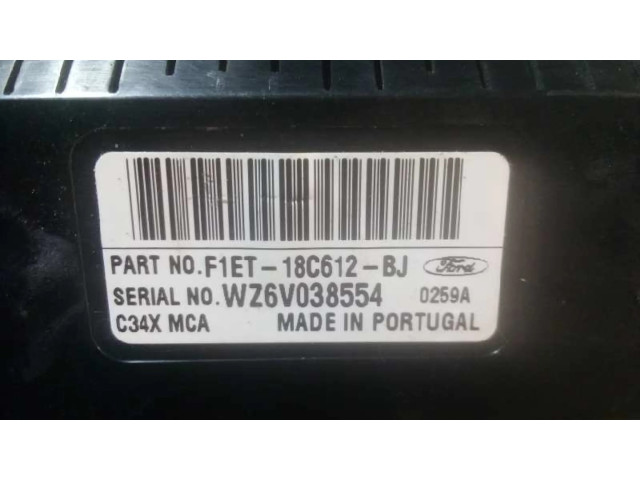 PART NO. F1ET-18C612-BJ Ford
SERIAL NO. WZ6V038554 0259A
C34X MCA MADE IN PORTUGAL